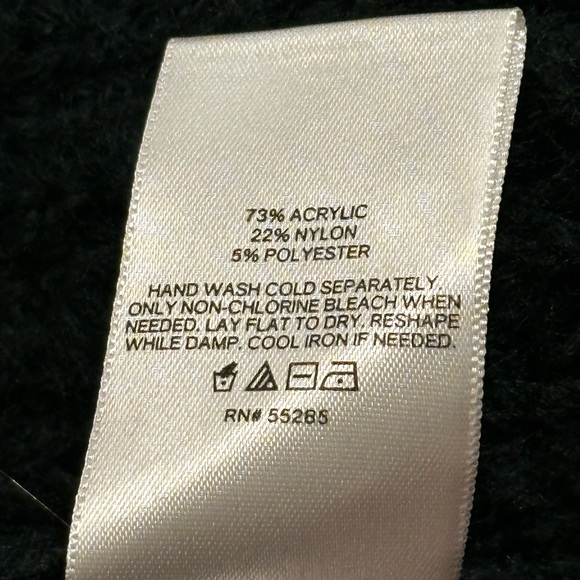 73% ACRYLIC
22% NYLON
5% POLYESTER
HAND WASH COLD SEPARATELY.
ONLY NON-CHLORINE BLEACH WHEN
NEEDED. LAY FLAT TO DRY. RESHAPE
WHILE DAMP. COOL IRON IF NEEDED.
RN# 55285